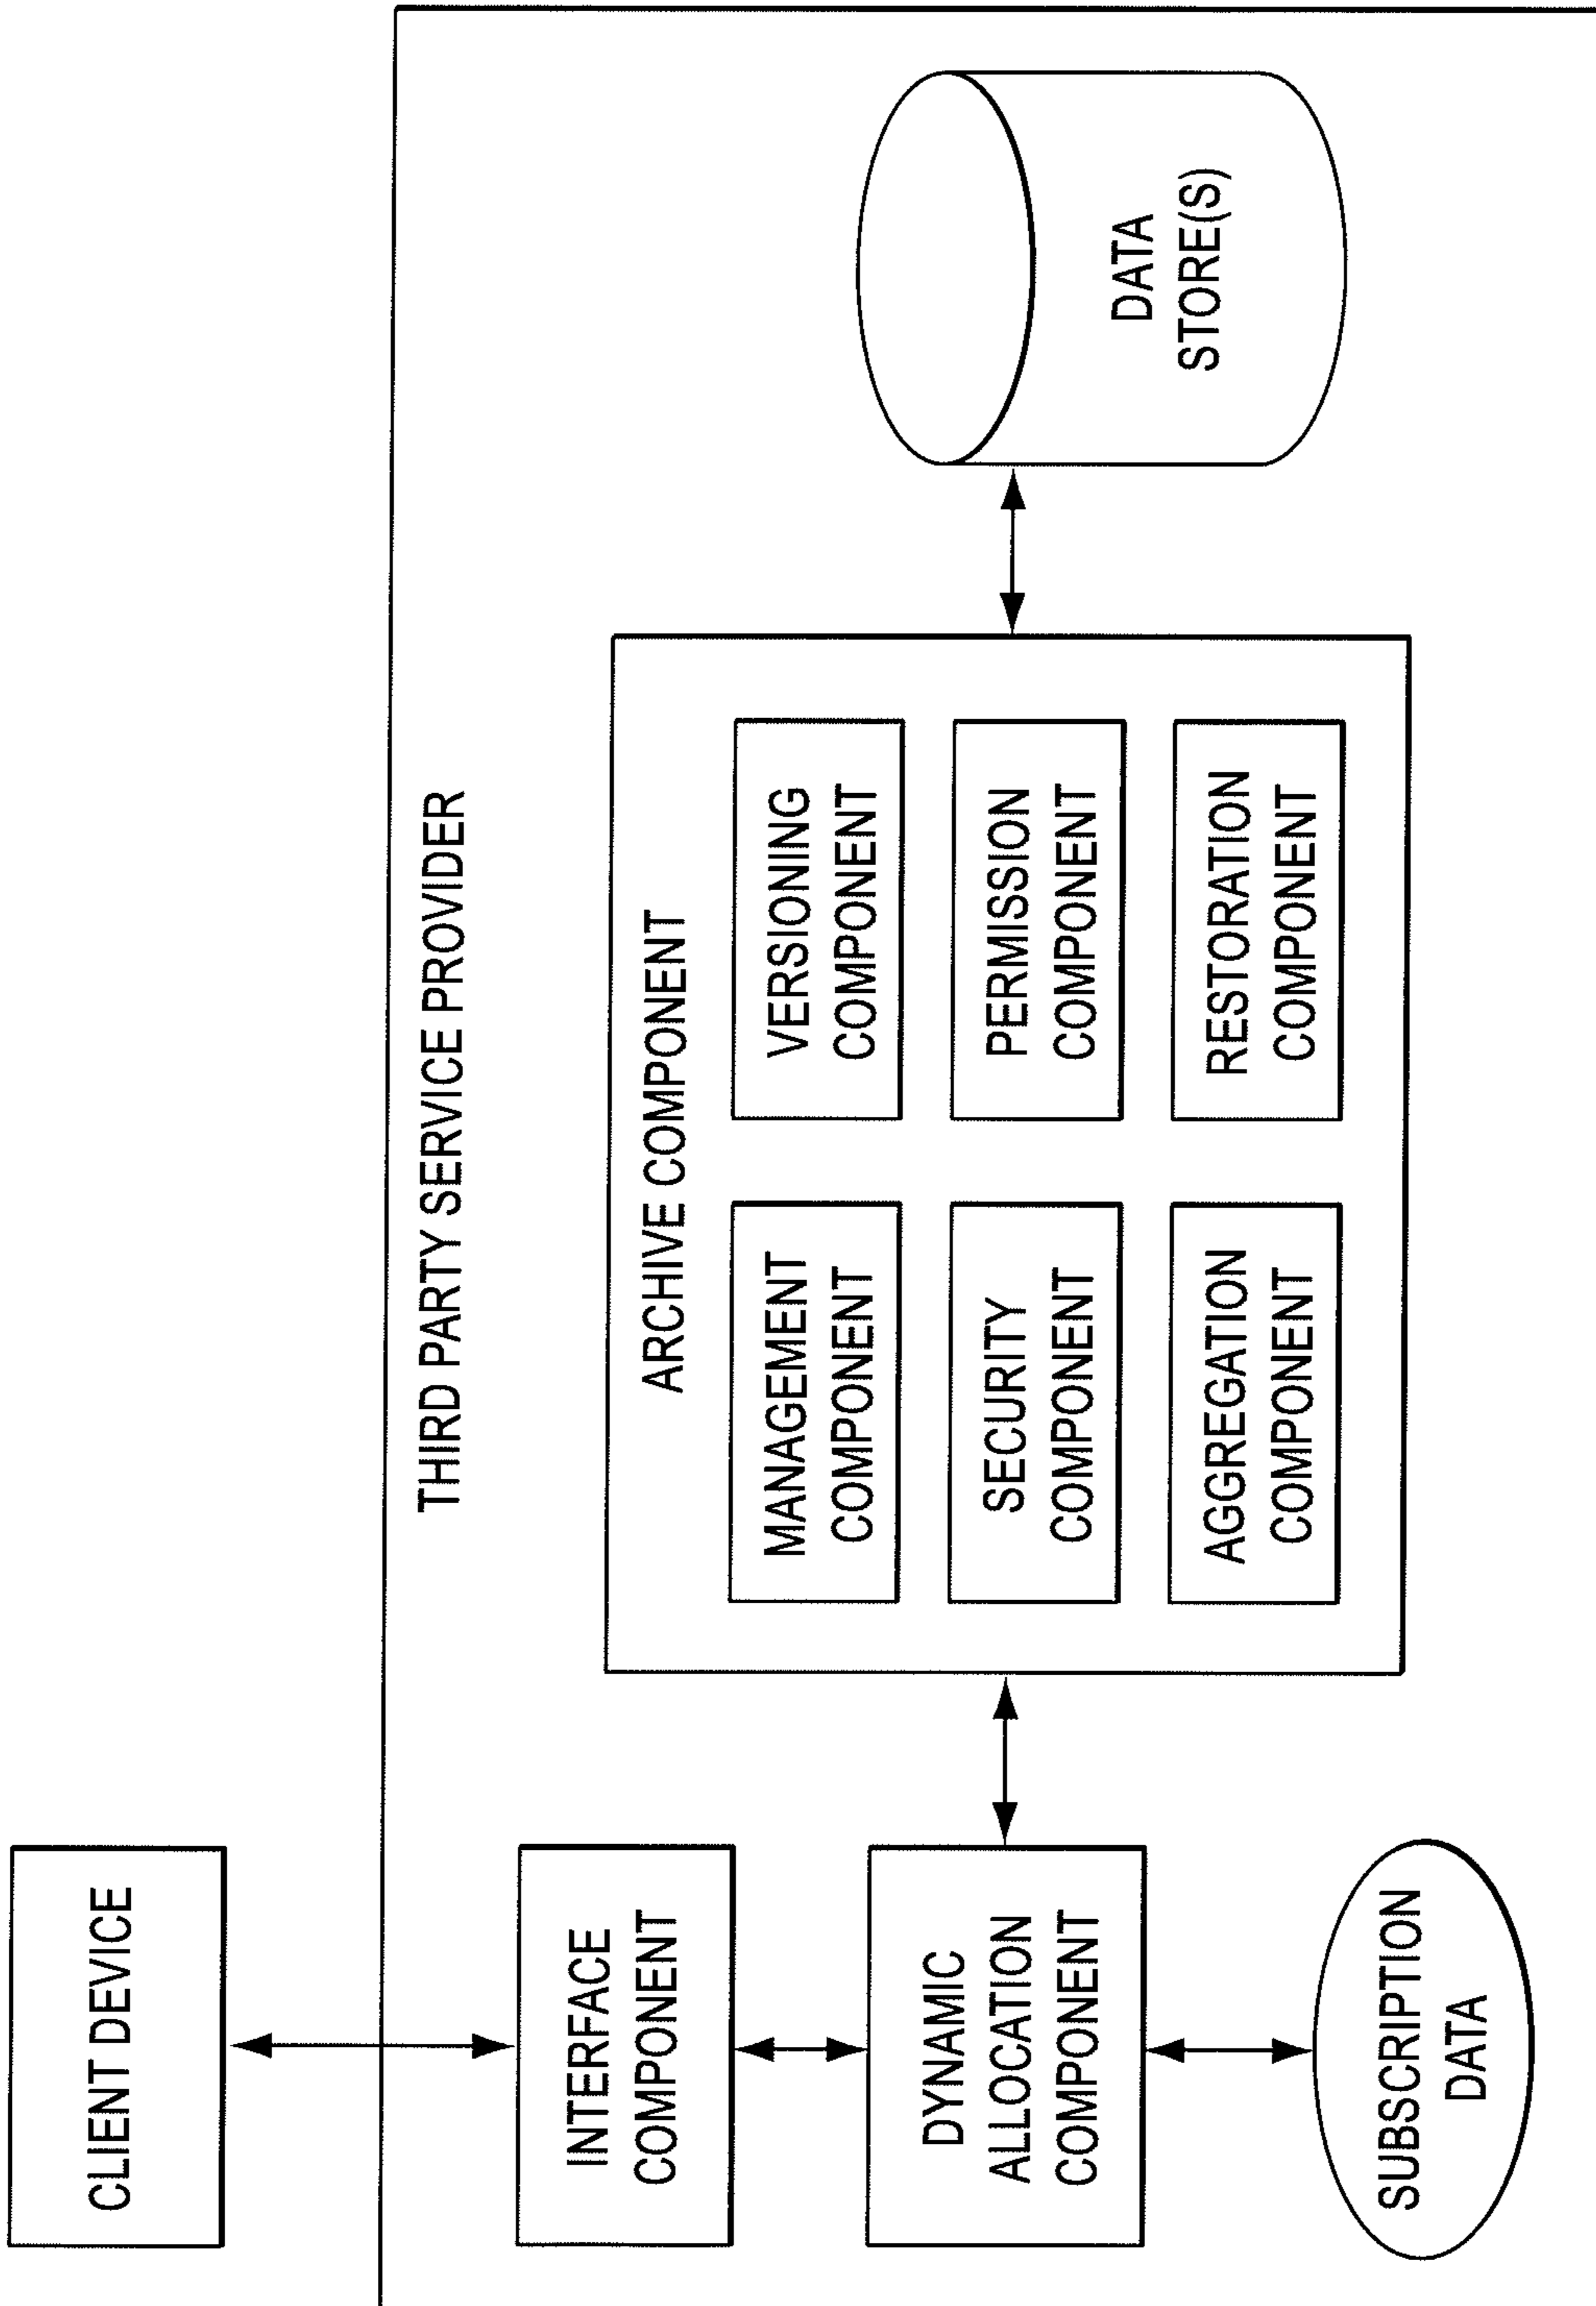 CLIENT DEVICE
THIRD PARTY SERVICE PROVIDER
INTERFACE
COMPONENT
DYNAMIC
ALLOCATION
COMPONENT
SUBSCRIPTION
DATA
ARCHIVE COMPONENT
MANAGEMENT
COMPONENT
VERSIONING
COMPONENT
SECURITY
COMPONENT
PERMISSION
COMPONENT
AGGREGATION
COMPONENT
RESTORATION
COMPONENT
DATA
STORE(S)